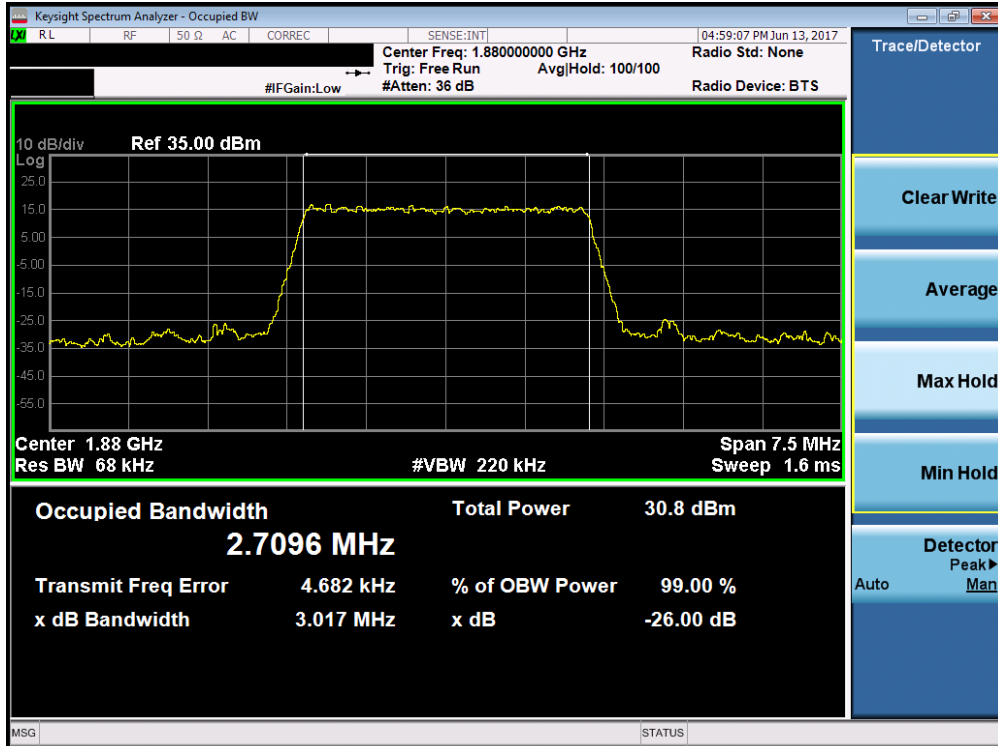 Keysight Spectrum Analyzer - Occupied BW
LXI RL RF 50 Ω AC CORREC SENSE:INT 04:59:07 PM Jun 13, 2017
Center Freq: 1.880000000 GHz Radio Std: None
Trig: Free Run Avg|Hold: 100/100
#IFGain:Low #Atten: 36 dB Radio Device: BTS
10 dB/div Ref 35.00 dBm
Log
25.0
15.0
5.00
-5.00
-15.0
-25.0
-35.0
-45.0
-55.0
Center 1.88 GHz Span 7.5 MHz
Res BW 68 kHz #VBW 220 kHz Sweep 1.6 ms
Occupied Bandwidth Total Power 30.8 dBm
2.7096 MHz
Transmit Freq Error 4.682 kHz % of OBW Power 99.00 %
x dB Bandwidth 3.017 MHz x dB -26.00 dB
MSG STATUS
Trace/Detector
Clear Write
Average
Max Hold
Min Hold
Detector
Peak▶
Auto Man